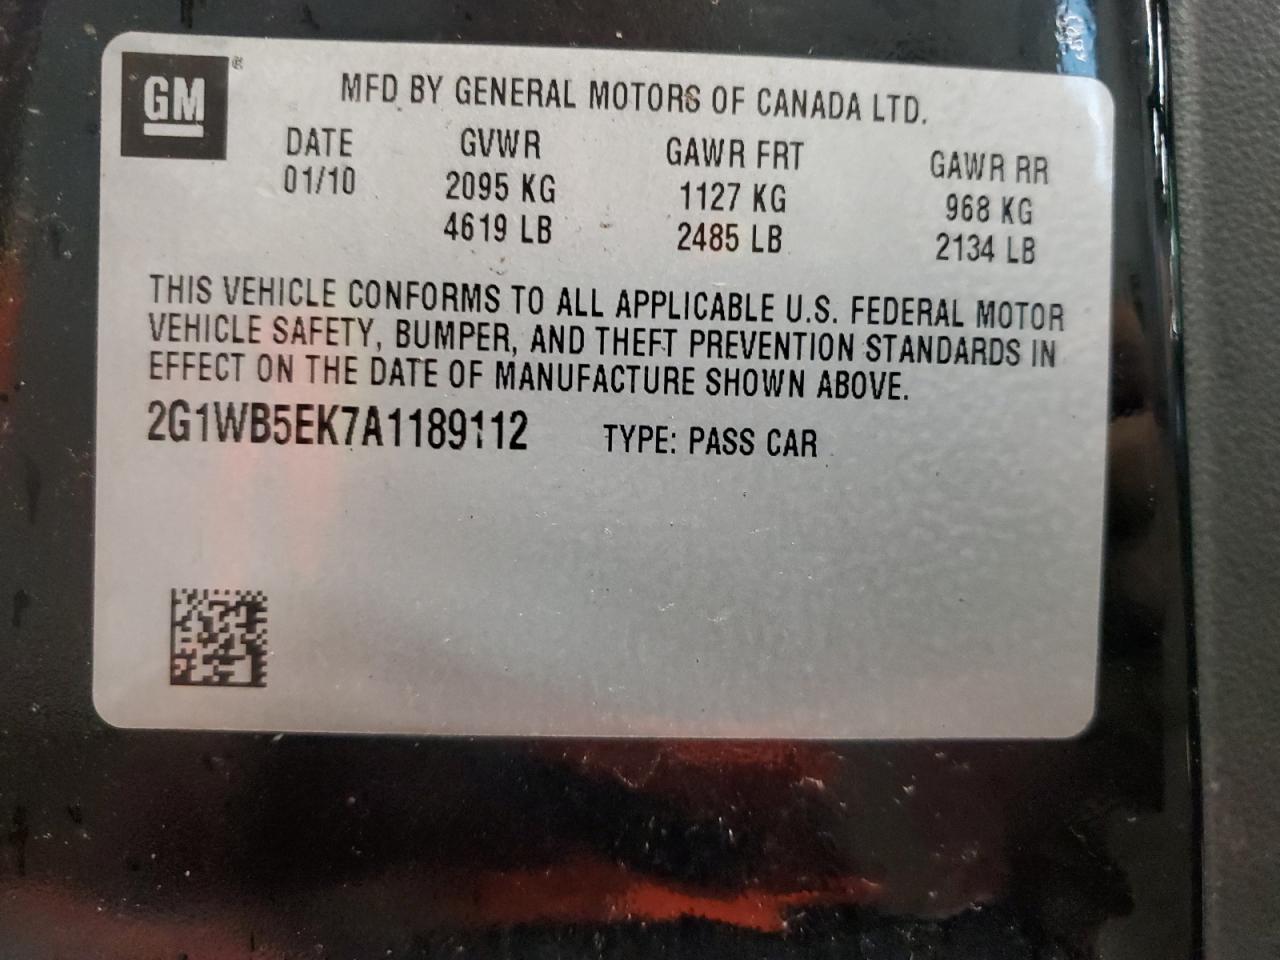 GM®
MFD BY GENERAL MOTORS OF CANADA LTD.
DATE GVWR GAWR FRT GAWR RR
01/10 2095 KG 1127 KG 968 KG
4619 LB 2485 LB 2134 LB
THIS VEHICLE CONFORMS TO ALL APPLICABLE U.S. FEDERAL MOTOR
VEHICLE SAFETY, BUMPER, AND THEFT PREVENTION STANDARDS IN
EFFECT ON THE DATE OF MANUFACTURE SHOWN ABOVE.
2G1WB5EK7A1189112 TYPE: PASS CAR